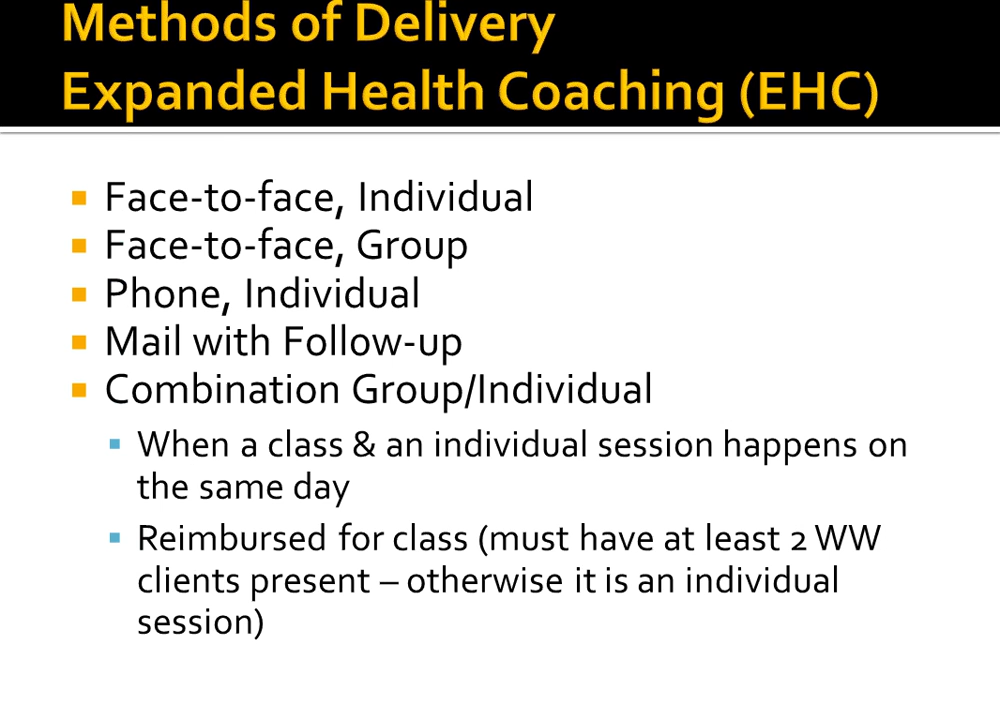 Methods of Delivery
Expanded Health Coaching (EHC)
Face-to-face, Individual
Face-to-face, Group
Phone, Individual
Mail with Follow-up
Combination Group/Individual
When a class & an individual session happens on
the same day
Reimbursed for class (must have at least 2 WW
clients present – otherwise it is an individual
session)